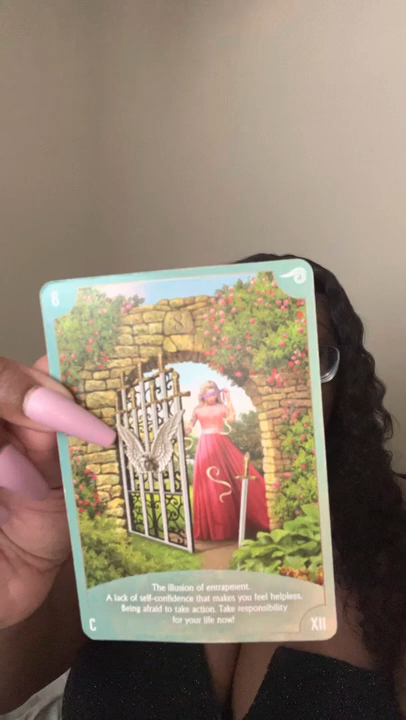 8
The illusion of entrapment.
A lack of self-confidence that makes you feel helpless.
Being afraid to take action. Take responsibility
for your life now!
C
XII